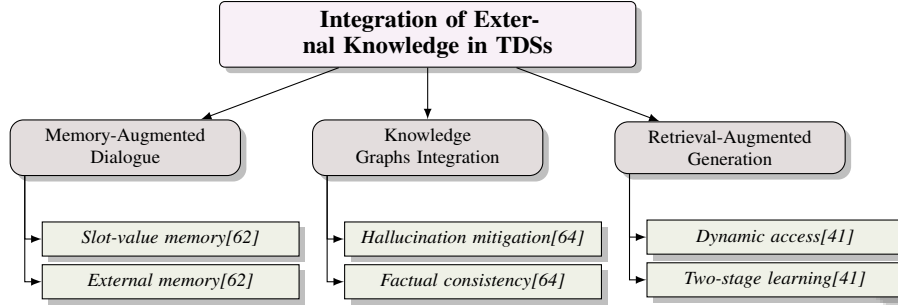 Integration of Exter-
nal Knowledge in TDSs
Memory-Augmented
Dialogue
Knowledge
Graphs Integration
Retrieval-Augmented
Generation
Slot-value memory[62]
External memory[62]
Hallucination mitigation[64]
Factual consistency[64]
Dynamic access[41]
Two-stage learning[41]